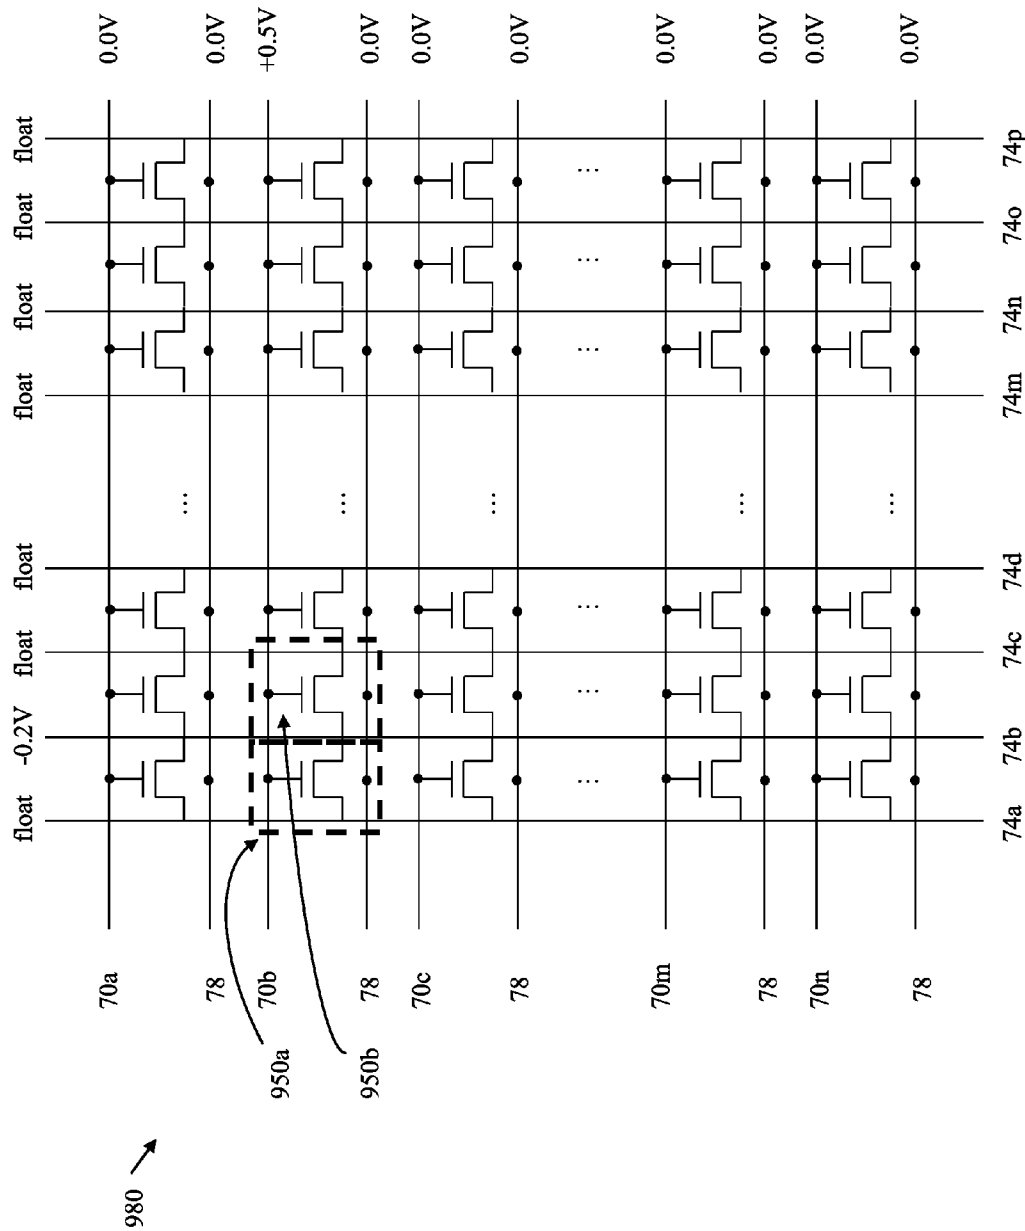 float -0.2V float float float float float float
70a 0.0V
980
78 0.0V
70b +0.5V
950a
78 0.0V
950b
70c 0.0V
78 0.0V
70m 0.0V
78 0.0V
70n 0.0V
78 0.0V
74a 74b 74c 74d 74m 74n 74o 74p